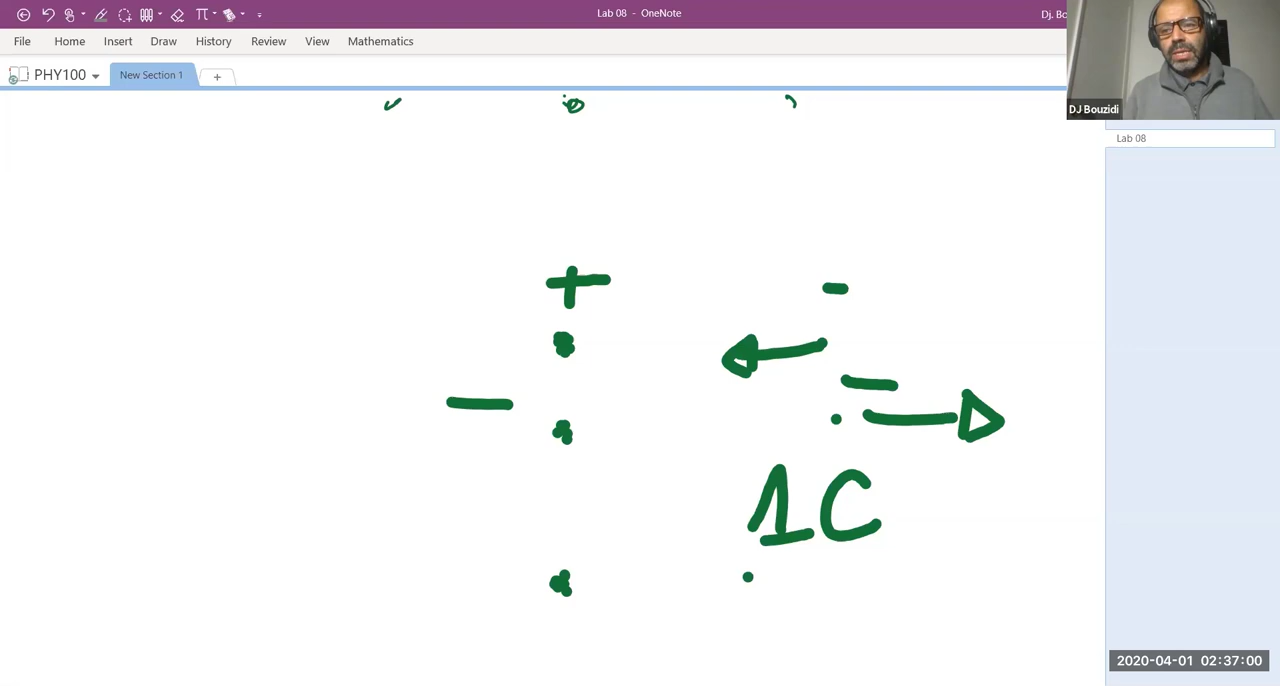 Lab 08 - OneNote
Dj. Bo
File Home Insert Draw History Review View Mathematics
PHY100 New Section 1 +
DJ Bouzidi
Lab 08
+ -
-
-
1C
2020-04-01 02:37:00